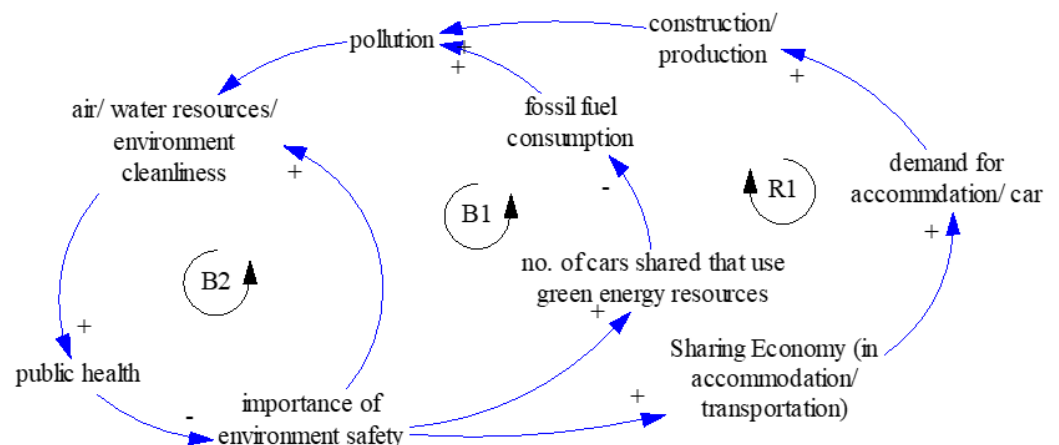 construction/
production
+
pollution
+
+
air/ water resources/
environment
cleanliness
+
fossil fuel
consumption
-
demand for
accommdation/ car
+
R1
B1
B2
no. of cars shared that use
green energy resources
+
+
public health
-
importance of
environment safety
Sharing Economy (in
accommodation/
transportation)
+